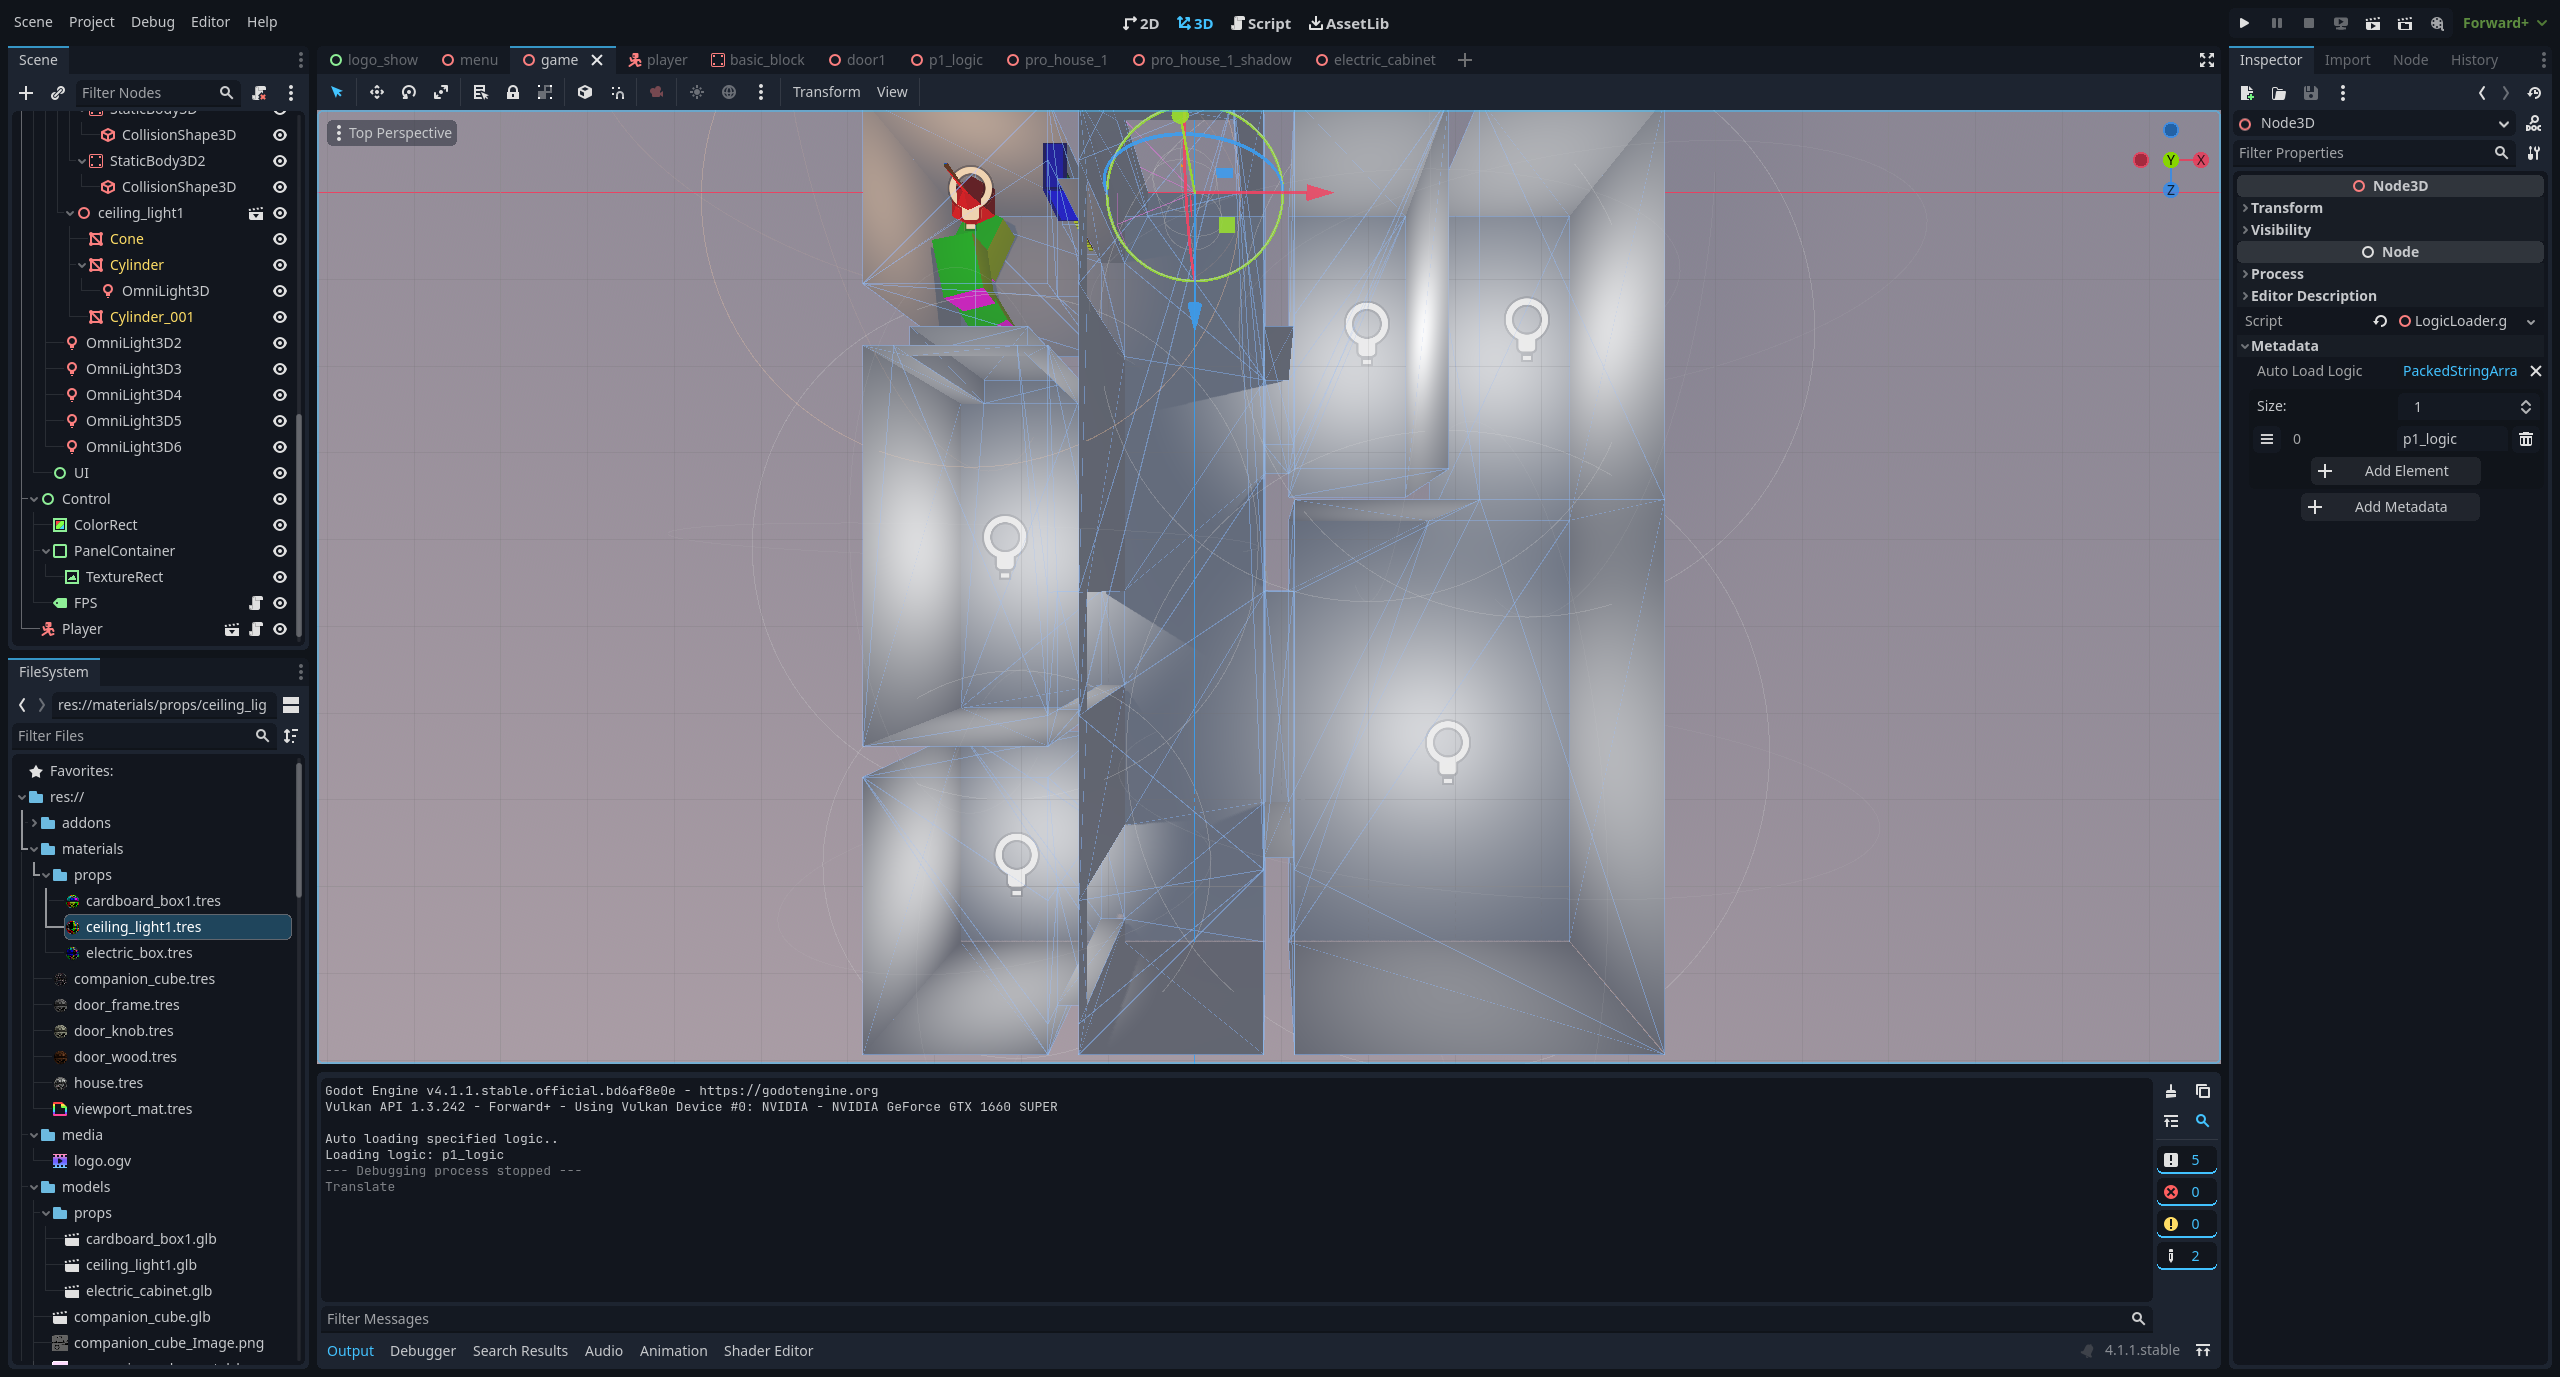 Scene Project Debug Editor Help
2D 3D Script AssetLib
Forward+
Scene
logo_show menu game player basic_block door1 p1_logic pro_house_1 pro_house_1_shadow electric_cabinet
Inspector Import Node History
Filter Nodes
Transform View
StaticBody3D
CollisionShape3D
StaticBody3D2
CollisionShape3D
ceiling_light1
Cone
Cylinder
OmniLight3D
Cylinder_001
OmniLight3D2
OmniLight3D3
OmniLight3D4
OmniLight3D5
OmniLight3D6
UI
Control
ColorRect
PanelContainer
TextureRect
FPS
Player
FileSystem
res://materials/props/ceiling_lig
Filter Files
Favorites:
res://
addons
materials
props
cardboard_box1.tres
ceiling_light1.tres
electric_box.tres
companion_cube.tres
door_frame.tres
door_knob.tres
door_wood.tres
house.tres
viewport_mat.tres
media
logo.ogv
models
props
cardboard_box1.glb
ceiling_light1.glb
electric_cabinet.glb
companion_cube.glb
companion_cube_Image.png
Top Perspective
Y X
Z
Godot Engine v4.1.1.stable.official.bd6af8e0e - https://godotengine.org
Vulkan API 1.3.242 - Forward+ - Using Vulkan Device #0: NVIDIA - NVIDIA GeForce GTX 1660 SUPER
Auto loading specified logic..
Loading logic: p1_logic
--- Debugging process stopped ---
Translate
5
0
0
2
Filter Messages
Output Debugger Search Results Audio Animation Shader Editor
4.1.1.stable
Node3D
Filter Properties
Node3D
Transform
Visibility
Node
Process
Editor Description
Script LogicLoader.g
Metadata
Auto Load Logic PackedStringArra
Size: 1
0 p1_logic
Add Element
Add Metadata